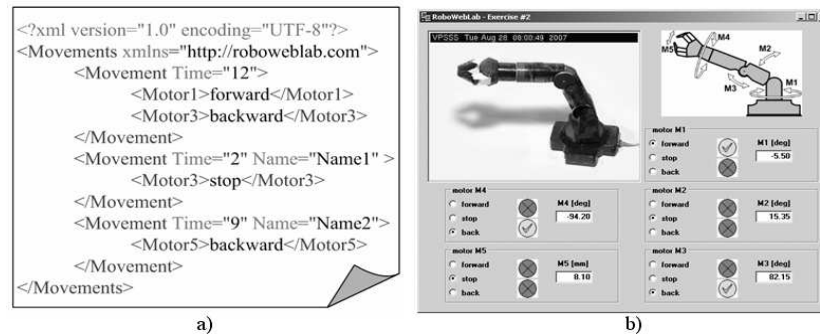 <?xml version="1.0" encoding="UTF-8"?>
<Movements xmlns="http://roboweblab.com">
<Movement Time="12">
<Motor1>forward</Motor1>
<Motor3>backward</Motor3>
</Movement>
<Movement Time="2" Name="Name1" >
<Motor3>stop</Motor3>
</Movement>
<Movement Time="9" Name="Name2">
<Motor5>backward</Motor5>
</Movement>
</Movements>
a)
RoboWebLab - Exercise #2
VPSSS Tue Aug 28 08:00:49 2007
M5
M4
M2
M3
M1
motor M1
forward
stop
back
M1 [deg]
-5.50
motor M4
forward
stop
back
M4 [deg]
-94.20
motor M2
forward
stop
back
M2 [deg]
15.35
motor M5
forward
stop
back
M5 [mm]
8.10
motor M3
forward
stop
back
M3 [deg]
82.15
b)